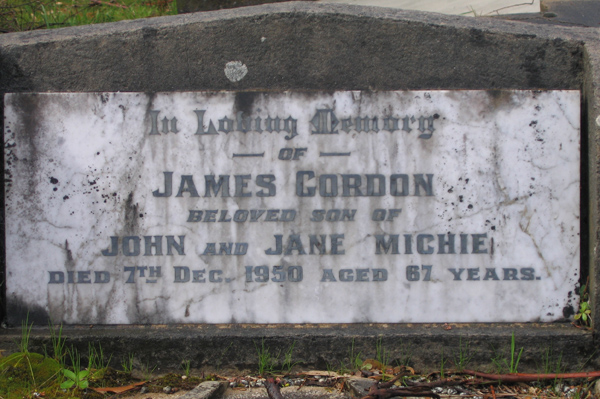 In Loving Memory
— OF —
JAMES GORDON
BELOVED SON OF
JOHN AND JANE MICHIE
DIED 7TH DEC. 1950 AGED 67 YEARS.